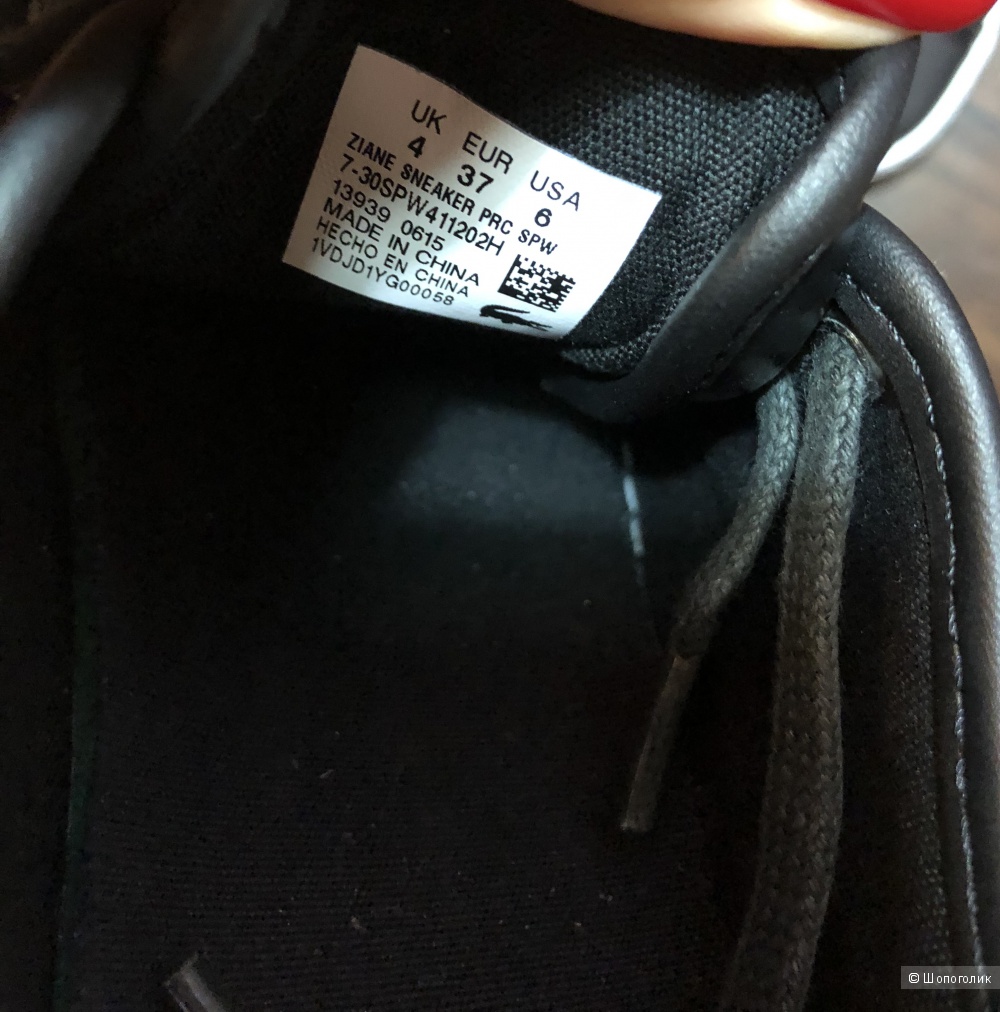 UK EUR USA
4 37 6
ZIANE SNEAKER PRC SPW
7-30SPW411202H
13939 0615
MADE IN CHINA
HECHO EN CHINA
1VDJD1YG00058
© Шопоголик